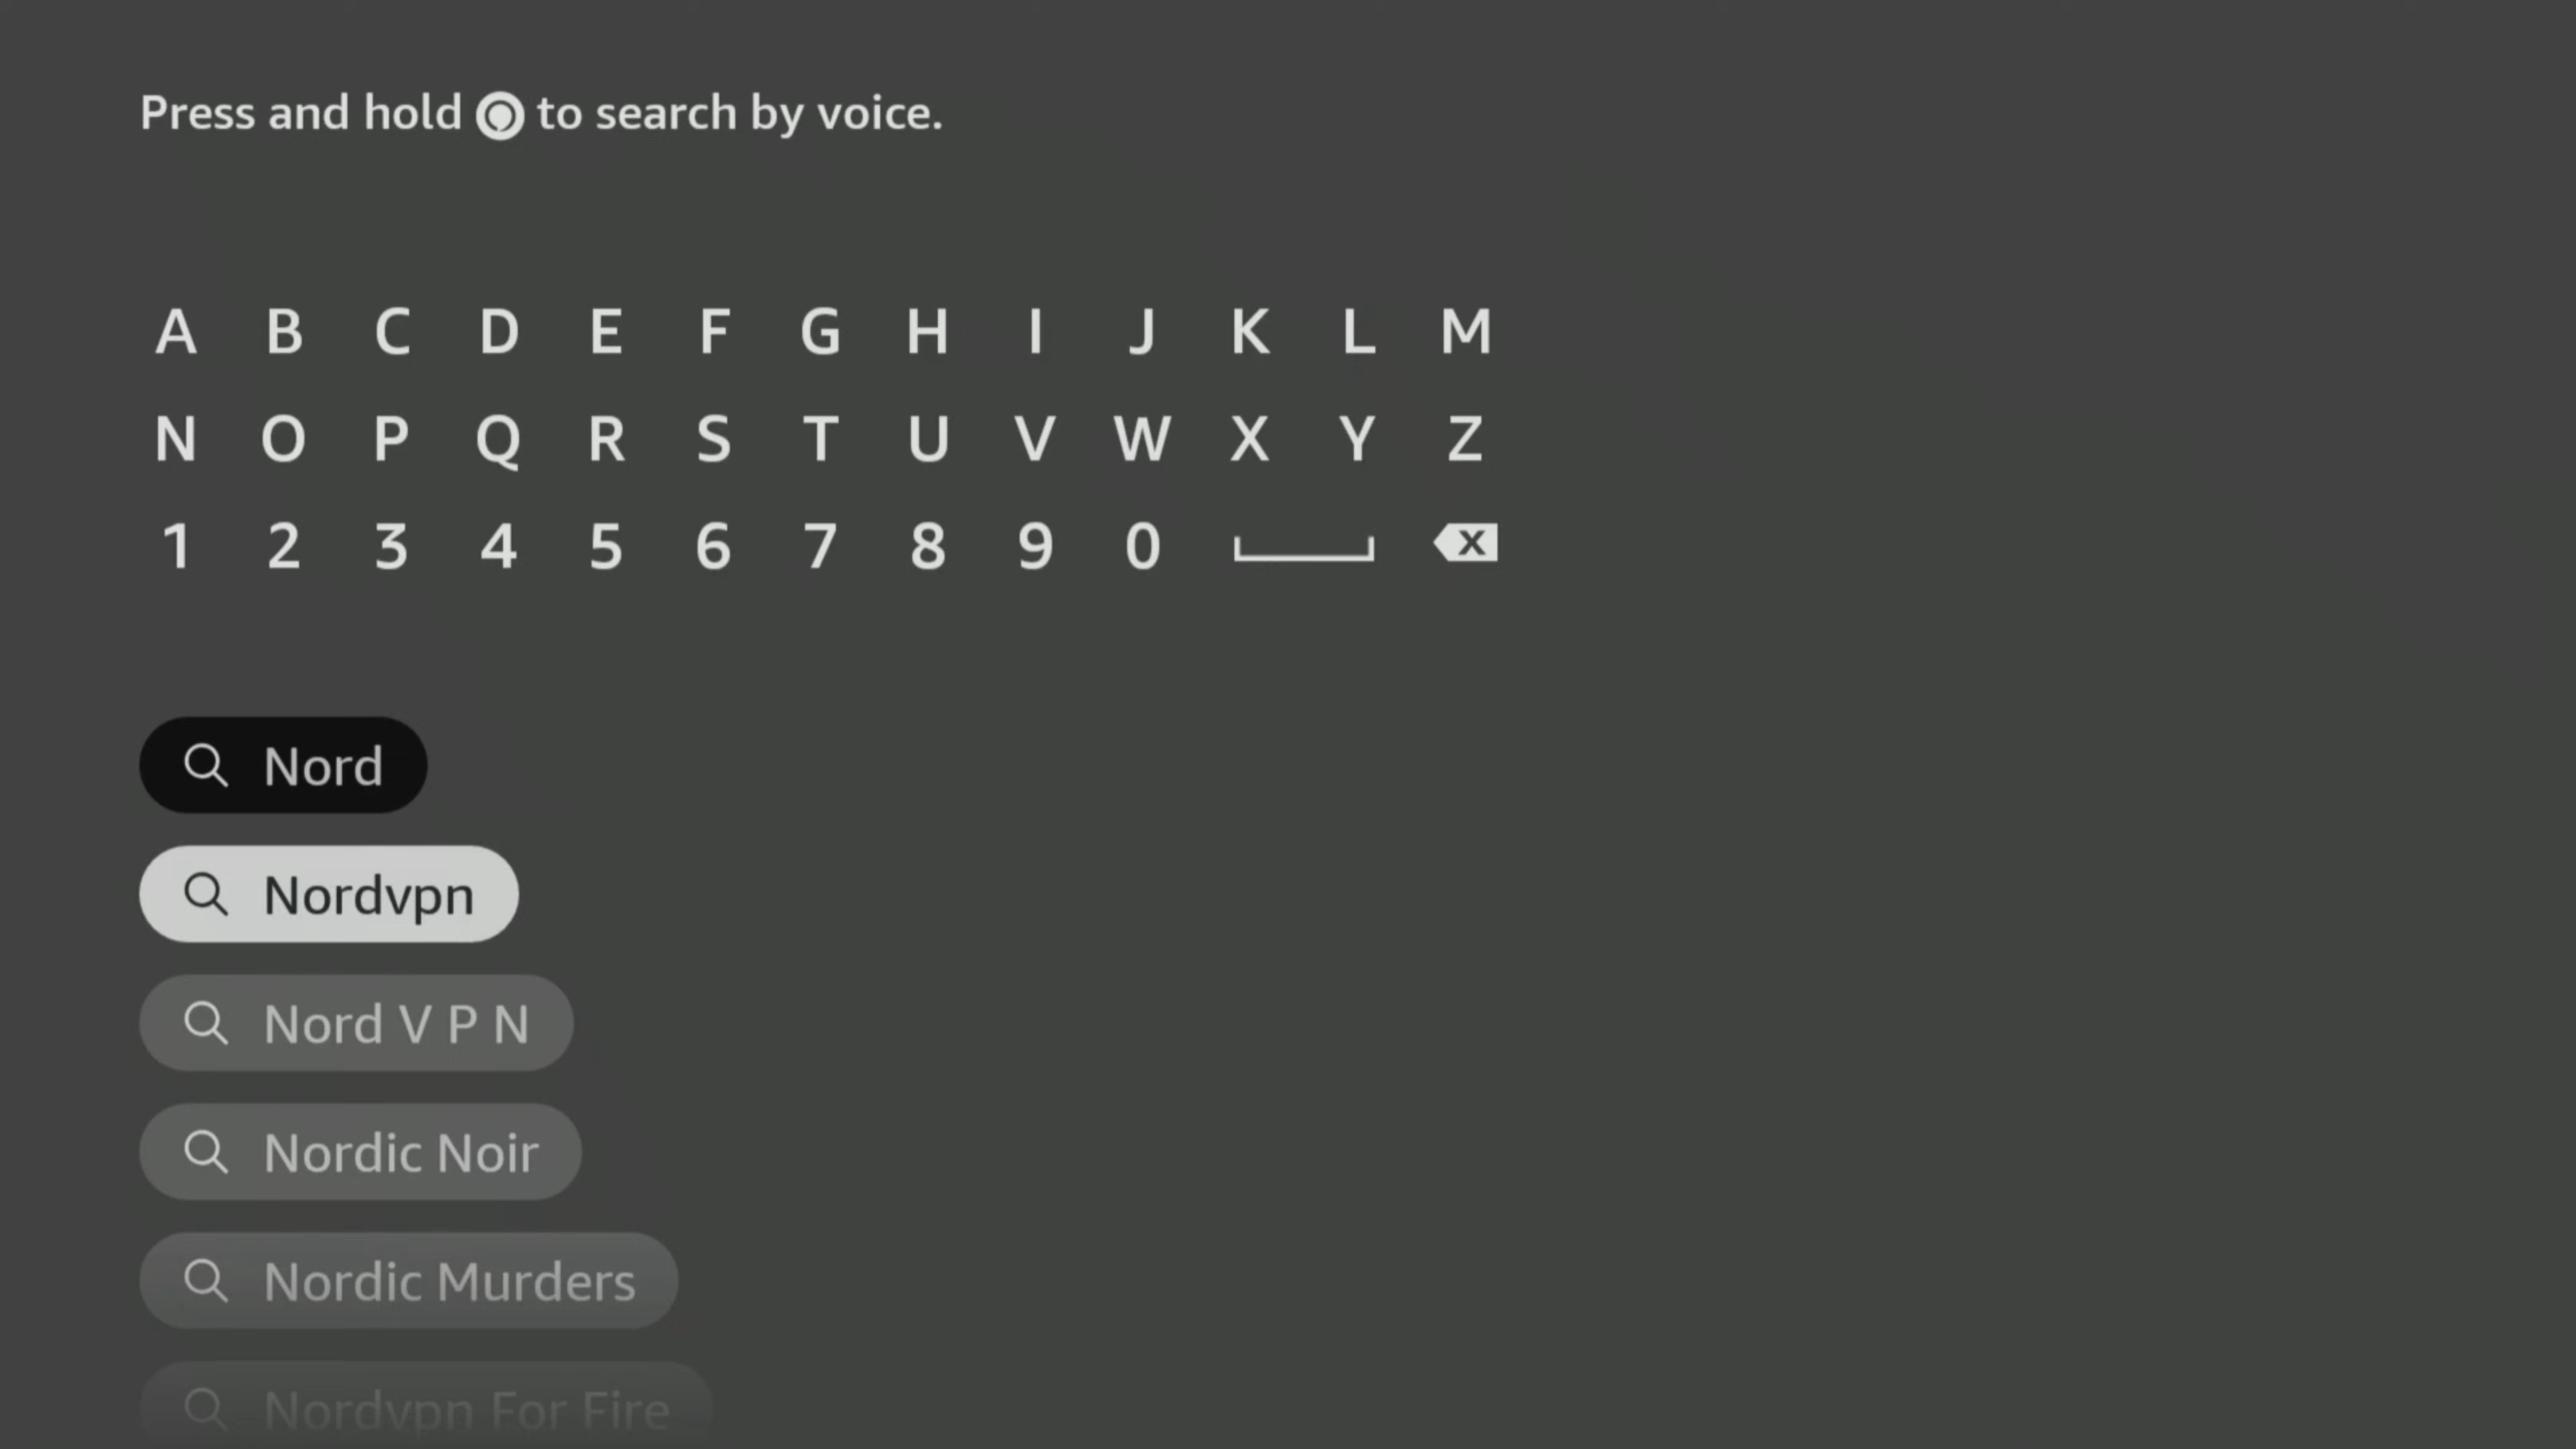 Press and hold to search by voice.
A B C D E F G H I J K L M
N O P Q R S T U V W X Y Z
1 2 3 4 5 6 7 8 9 0
Nord
Nordvpn
Nord V P N
Nordic Noir
Nordic Murders
Nordvpn For Fire